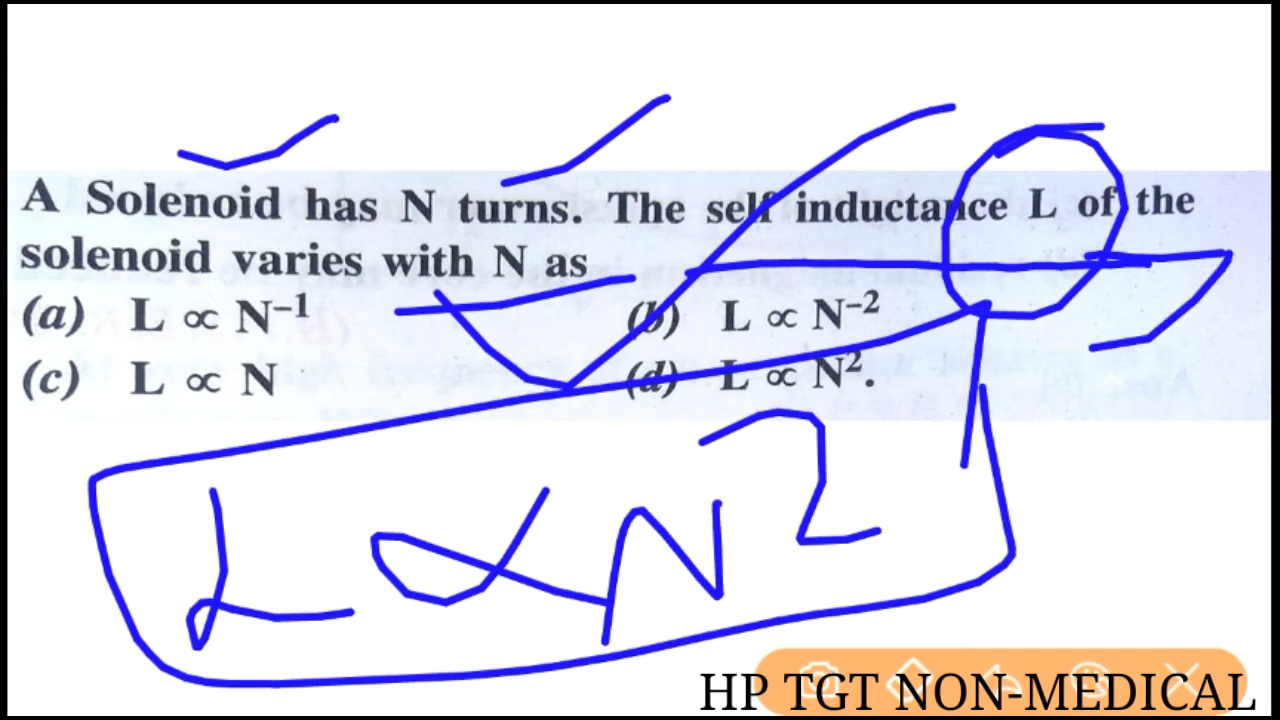 A Solenoid has N turns. The self inductance L of the
solenoid varies with N as
(a) L ∝ N⁻¹ (b) L ∝ N⁻²
(c) L ∝ N (d) L ∝ N².
L ∝ N²
HP TGT NON-MEDICAL